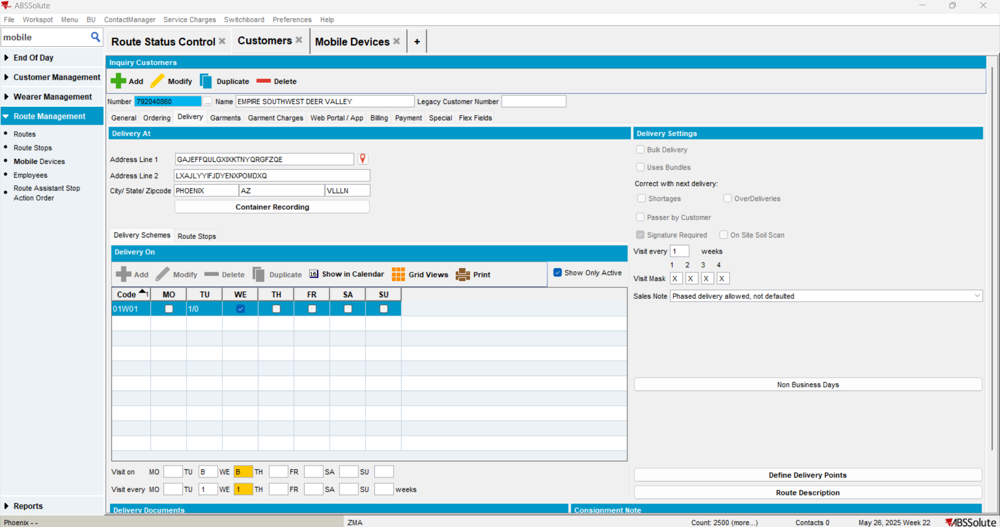 ABSSolute
File Workspot Menu BU ContactManager Service Charges Switchboard Preferences Help
mobile
Route Status Control Customers Mobile Devices +
End Of Day
Customer Management
Wearer Management
Route Management
Routes
Route Stops
Mobile Devices
Employees
Route Assistant Stop
Action Order
Reports
Inquiry Customers
Add Modify Duplicate Delete
Number 792040860 ... Name EMPIRE SOUTHWEST DEER VALLEY Legacy Customer Number
General Ordering Delivery Garments Garment Charges Web Portal / App Billing Payment Special Flex Fields
Delivery At
Address Line 1 GAJEFFQULGXIXKTNYQRGFZQE
Address Line 2 LXAJLYYIFJDYENXPOMDXQ
City/ State/ Zipcode PHOENIX AZ VLLLN
Container Recording
Delivery Schemes Route Stops
Delivery On
Add Modify Delete Duplicate 16 Show in Calendar Grid Views Print Show Only Active
Code 1 MO TU WE TH FR SA SU
01W01 1/0
Visit on MO TU B WE B TH FR SA SU
Visit every MO TU 1 WE 1 TH FR SA SU weeks
Delivery Documents
Delivery Settings
Bulk Delivery
Uses Bundles
Correct with next delivery:
Shortages OverDeliveries
Passer by Customer
Signature Required On Site Soil Scan
Visit every 1 weeks
1 2 3 4
Visit Mask X X X X
Sales Note Phased delivery allowed, not defaulted
Non Business Days
Define Delivery Points
Route Description
Consignment Note
Phoenix - - ZMA Count: 2500 (more...) Contacts 0 May 26, 2025 Week 22 ABSSolute